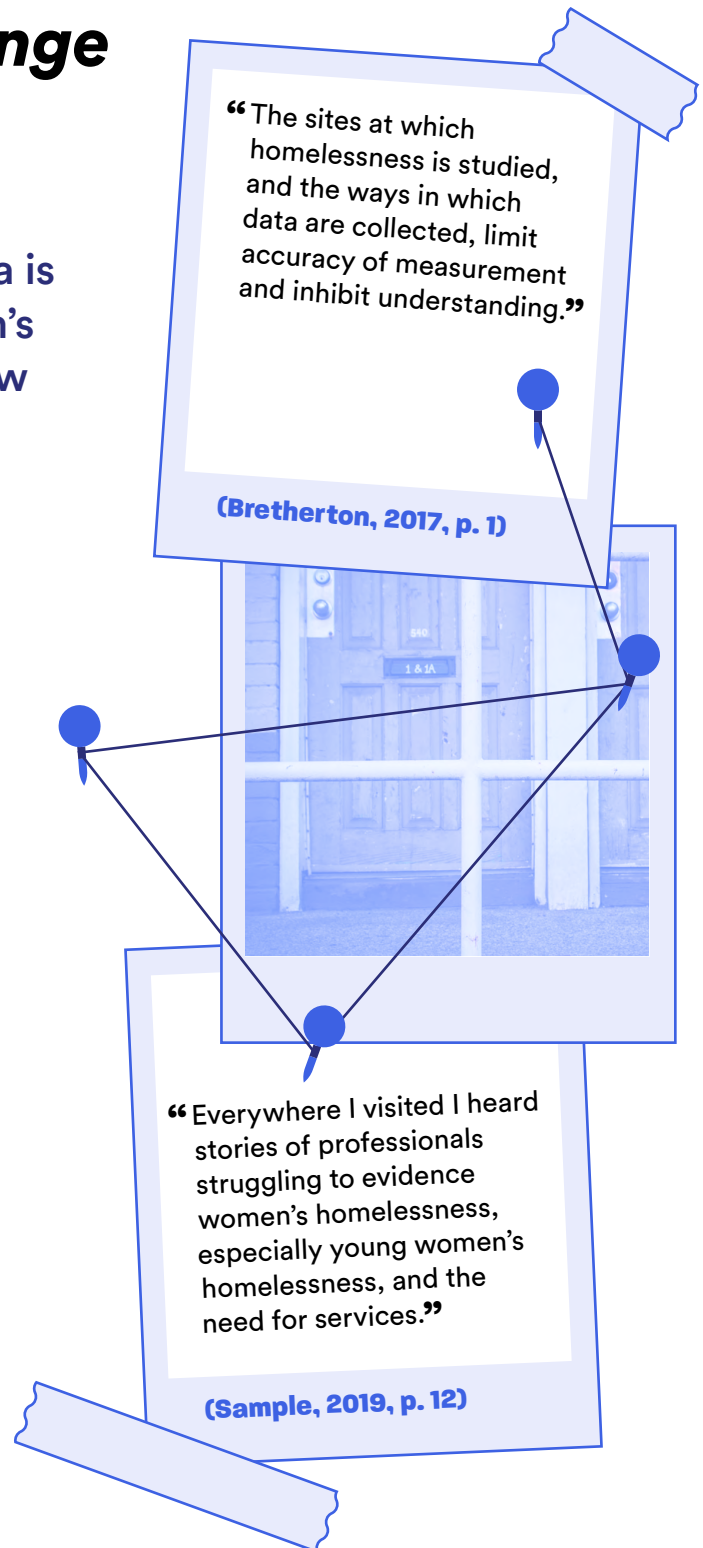 nge
a is
n's
w
“The sites at which
homelessness is studied,
and the ways in which
data are collected, limit
accuracy of measurement
and inhibit understanding.”
(Bretherton, 2017, p. 1)
540
1 & 1A
“Everywhere I visited I heard
stories of professionals
struggling to evidence
women’s homelessness,
especially young women’s
homelessness, and the
need for services.”
(Sample, 2019, p. 12)